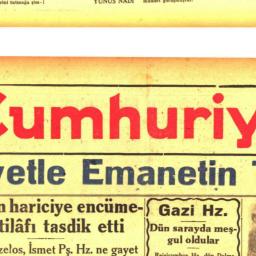 YUNUS NADİ
Cumhuriy
yetle Emanetin
n hariciye encüme-
tilâfı tasdik etti
zelos, İsmet Pş. Hz. ne gayet
Gazi Hz.
Dün sarayda meş-
gul oldular